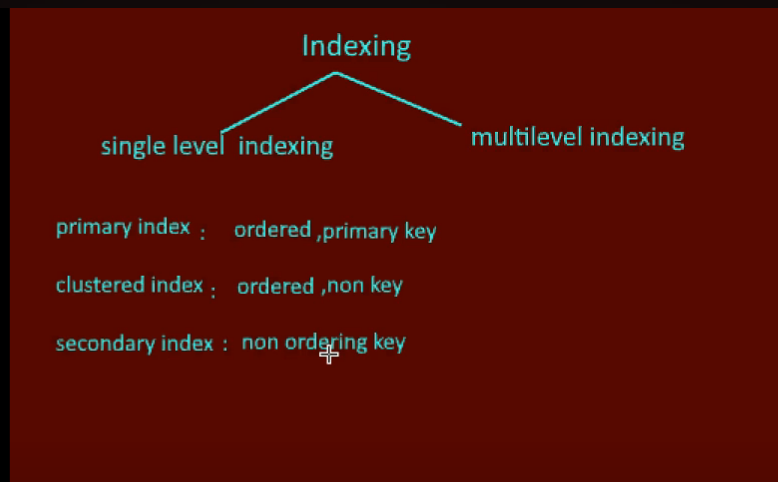 Indexing
single level indexing
multilevel indexing
primary index : ordered ,primary key
clustered index : ordered ,non key
secondary index : non ordering key